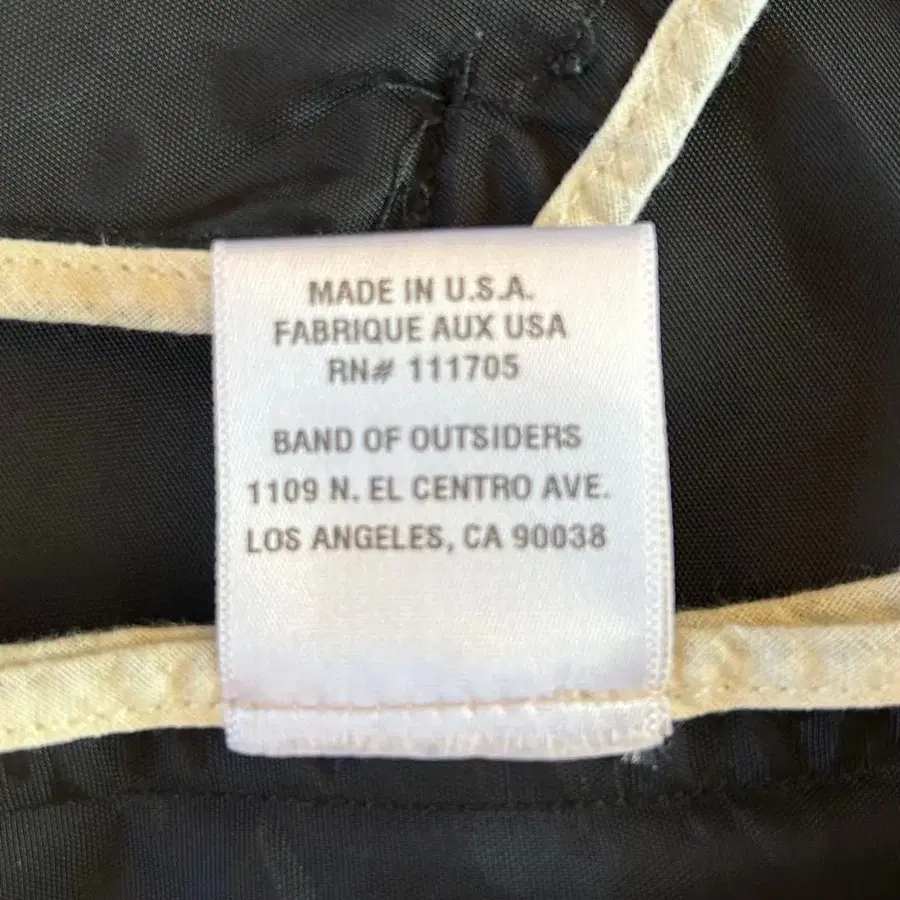 MADE IN U.S.A.
FABRIQUE AUX USA
RN# 111705
BAND OF OUTSIDERS
1109 N. EL CENTRO AVE.
LOS ANGELES, CA 90038